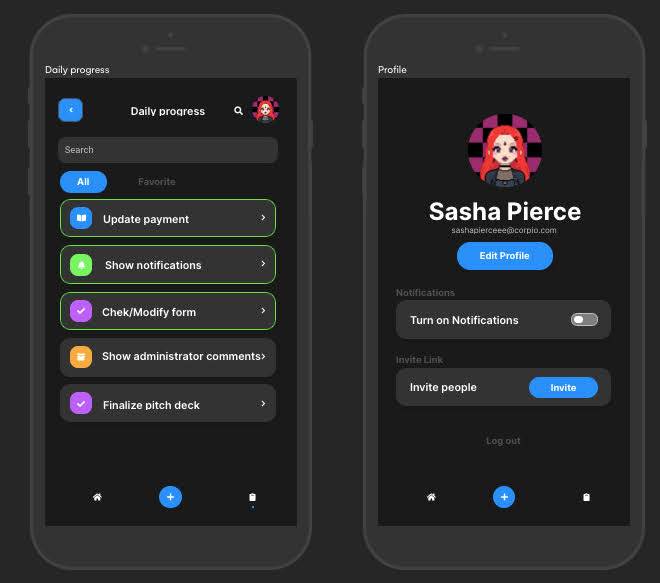 Daily progress
Daily progress
Search
All
Favorite
Update payment
Show notifications
Chek/Modify form
Show administrator comments
Finalize pitch deck
Profile
Sasha Pierce
sashapierceee@corpio.com
Edit Profile
Notifications
Turn on Notifications
Invite Link
Invite people
Invite
Log out